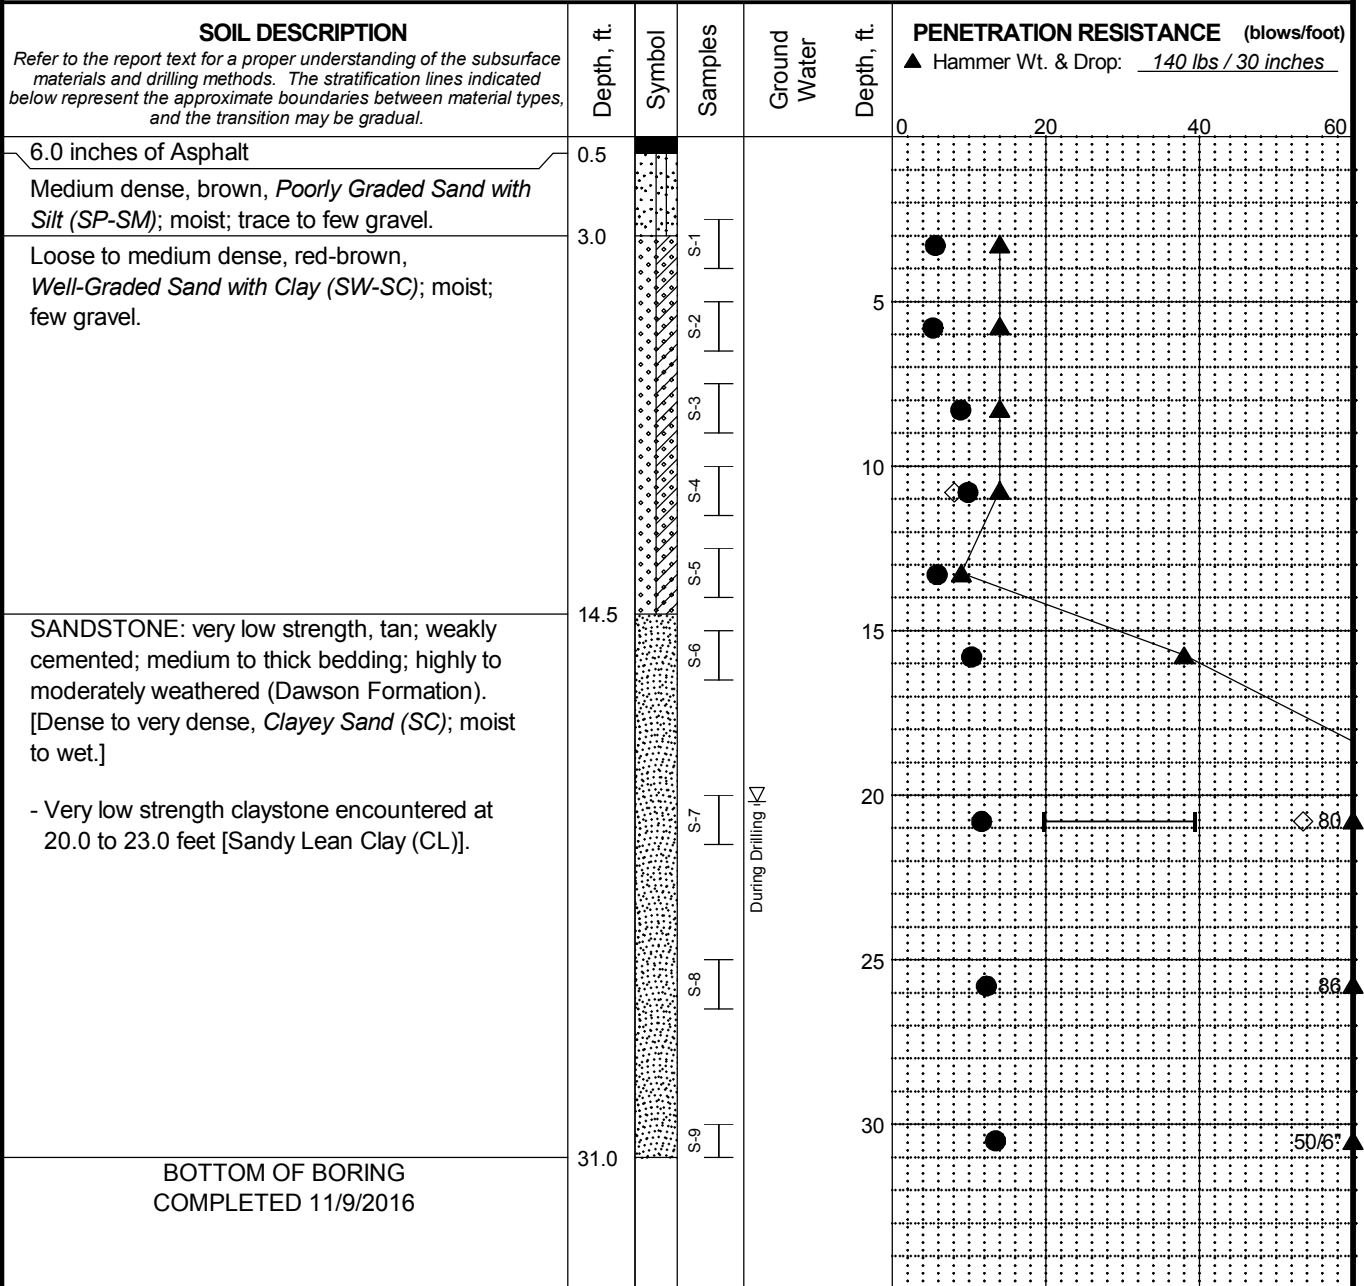 SOIL DESCRIPTION
Refer to the report text for a proper understanding of the subsurface
materials and drilling methods. The stratification lines indicated
below represent the approximate boundaries between material types,
and the transition may be gradual.
Depth, ft.
Symbol
Samples
Ground
Water
Depth, ft.
PENETRATION RESISTANCE (blows/foot)
▲ Hammer Wt. & Drop: 140 lbs / 30 inches
0 20 40 60
6.0 inches of Asphalt
0.5
Medium dense, brown, Poorly Graded Sand with
Silt (SP-SM); moist; trace to few gravel.
3.0
Loose to medium dense, red-brown,
Well-Graded Sand with Clay (SW-SC); moist;
few gravel.
14.5
SANDSTONE: very low strength, tan; weakly
cemented; medium to thick bedding; highly to
moderately weathered (Dawson Formation).
[Dense to very dense, Clayey Sand (SC); moist
to wet.]
- Very low strength claystone encountered at
20.0 to 23.0 feet [Sandy Lean Clay (CL)].
31.0
BOTTOM OF BORING
COMPLETED 11/9/2016
S-1
S-2
S-3
S-4
S-5
S-6
S-7
S-8
S-9
During Drilling
5
10
15
20
25
30
80
86
50/6"